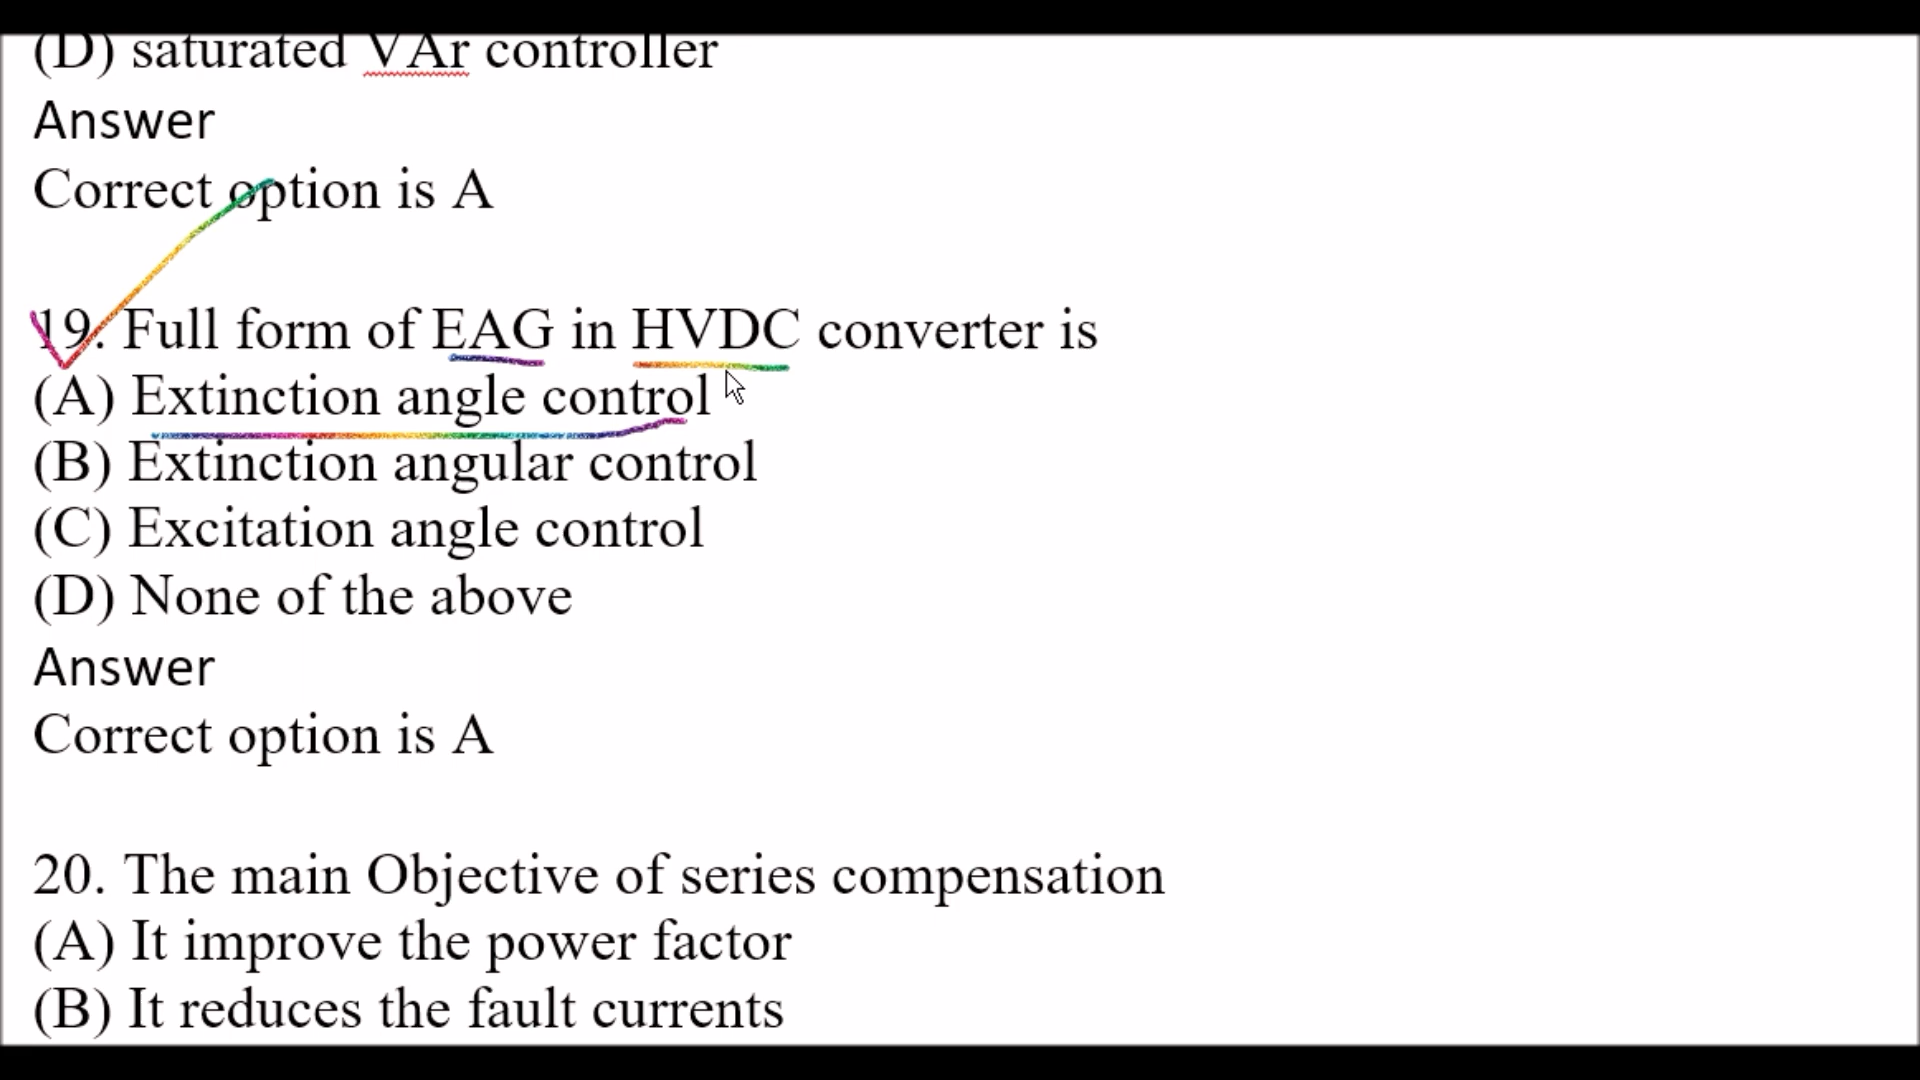 (D) saturated VAr controller
Answer
Correct option is A
19. Full form of EAG in HVDC converter is
(A) Extinction angle control
(B) Extinction angular control
(C) Excitation angle control
(D) None of the above
Answer
Correct option is A
20. The main Objective of series compensation
(A) It improve the power factor
(B) It reduces the fault currents